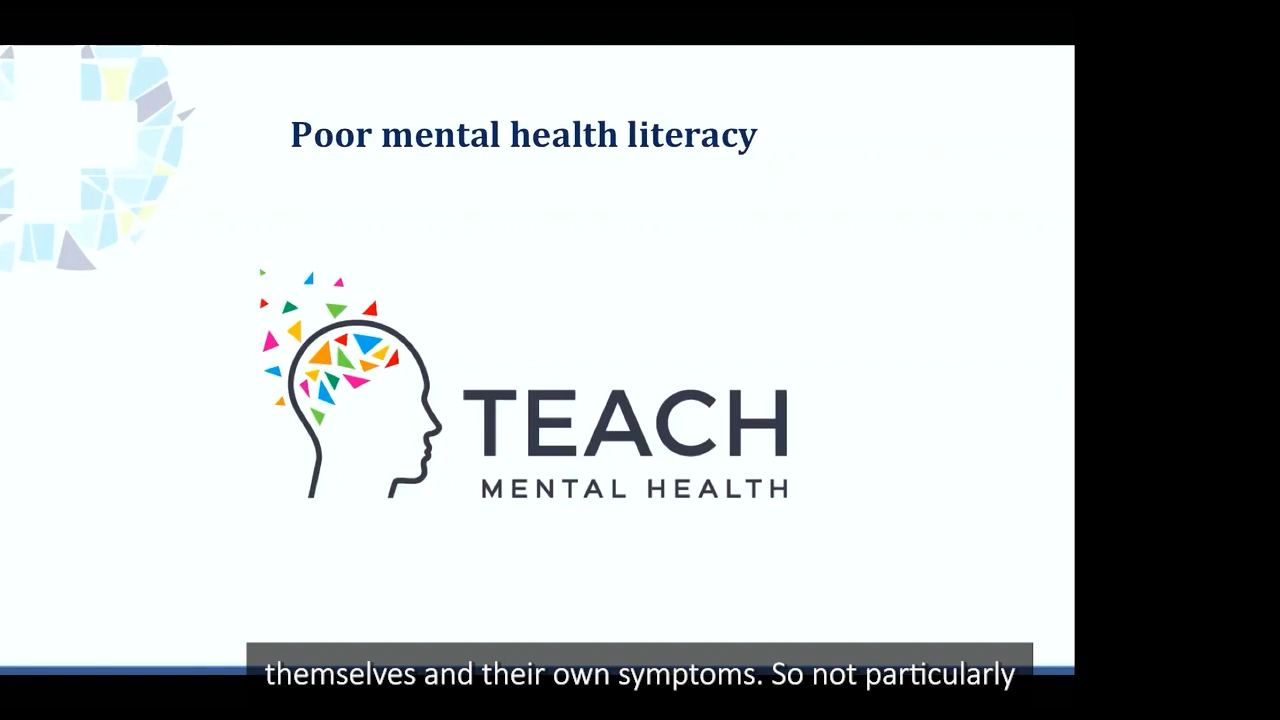 Poor mental health literacy
TEACH
MENTAL HEALTH
themselves and their own symptoms. So not particularly